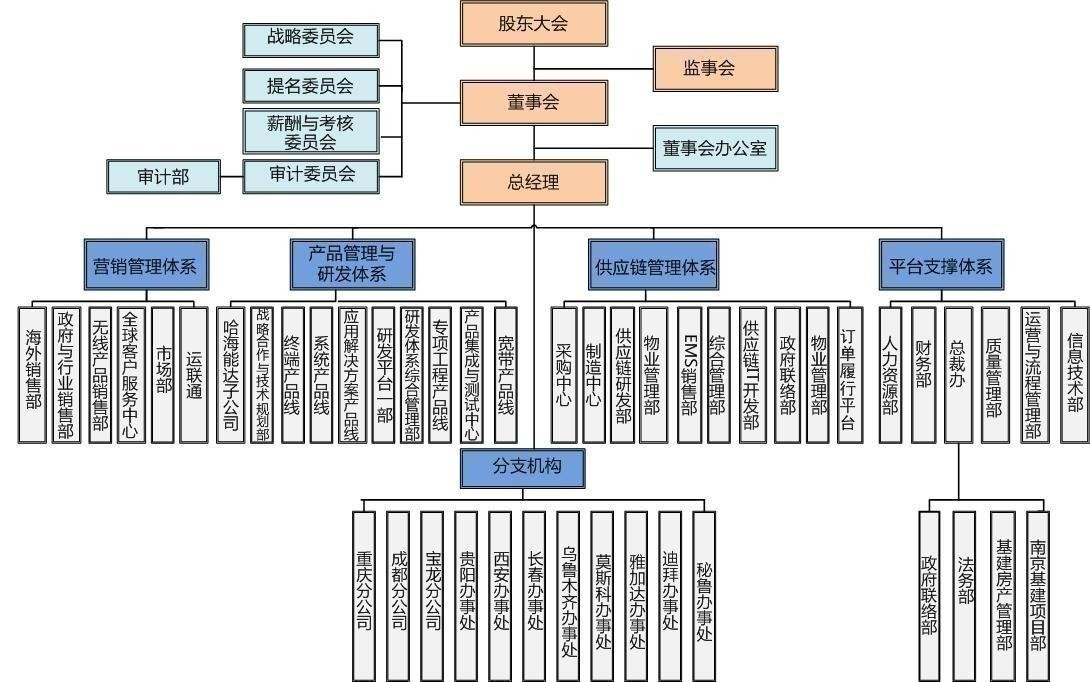 股东大会
战略委员会
监事会
提名委员会
董事会
薪酬与考核
委员会
董事会办公室
审计部
审计委员会
总经理
营销管理体系
产品管理与
研发体系
供应链管理体系
平台支撑体系
海外销售部
政府与行业销售部
无线产品销售部
全球客户服务中心
市场部
运联通
哈海能达子公司
战略合作与技术规划部
终端产品线
系统产品线
应用解决方案产品线
研发平台一部
研发体系综合管理部
专项工程产品线
产品集成与测试中心
宽带产品线
采购中心
制造中心
供应链研发部
物业管理部
EMS销售部
综合管理部
供应链IT开发部
政府联络部
物业管理部
订单履行平台
人力资源部
财务部
总裁办
质量管理部
运营与流程管理部
信息技术部
分支机构
重庆分公司
成都分公司
宝龙分公司
贵阳办事处
西安办事处
长春办事处
乌鲁木齐办事处
莫斯科办事处
雅加达办事处
迪拜办事处
秘鲁办事处
政府联络部
法务部
基建房产管理部
南京基建项目部